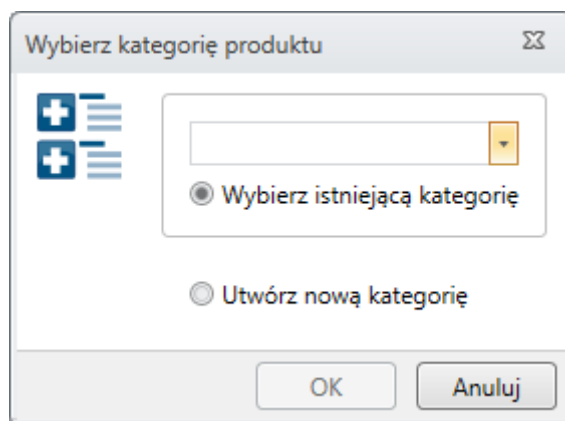 Wybierz kategorię produktu
Wybierz istniejącą kategorię
Utwórz nową kategorię
OK
Anuluj